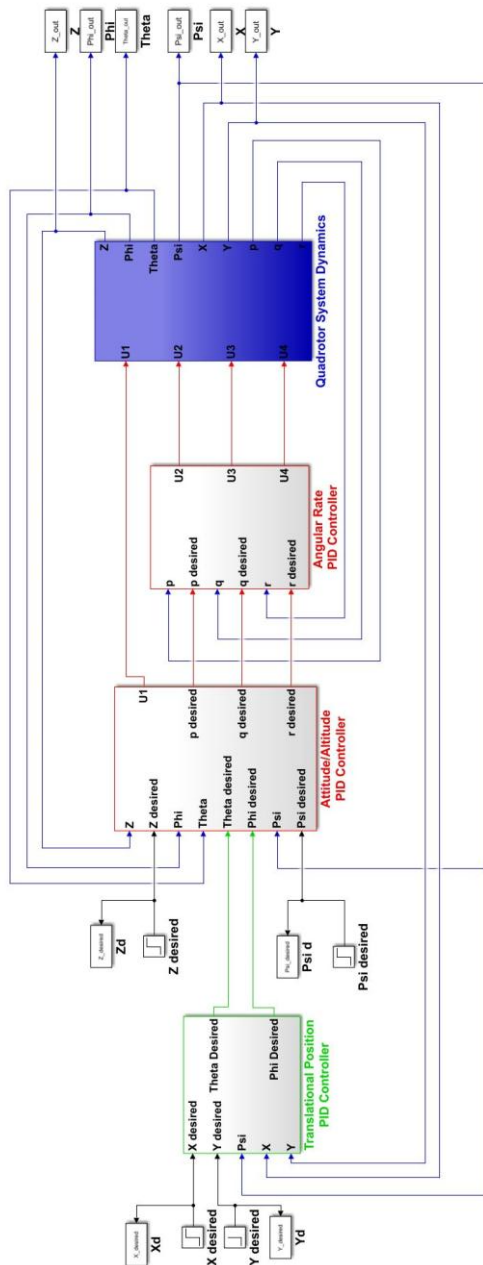 X_desired
Xd
X desired
Y desired
Y_desired
Yd
X desired
Y desired
Psi
X
Y
Theta Desired
Phi Desired
Translational Position
PID Controller
Z_desired
Zd
Z desired
Psi_desired
Psi d
Psi desired
Z
Z desired
Phi
Theta
Theta desired
Phi desired
Psi
Psi desired
U1
p desired
q desired
r desired
Attitude/Altitude
PID Controller
p
p desired
q
q desired
r
r desired
U2
U3
U4
Angular Rate
PID Controller
U1
U2
U3
U4
Z
Phi
Theta
Psi
X
Y
p
q
r
Quadrotor System Dynamics
Z_out
Z
Phi_out
Phi
Theta_out
Theta
Psi_out
Psi
X_out
X
Y_out
Y